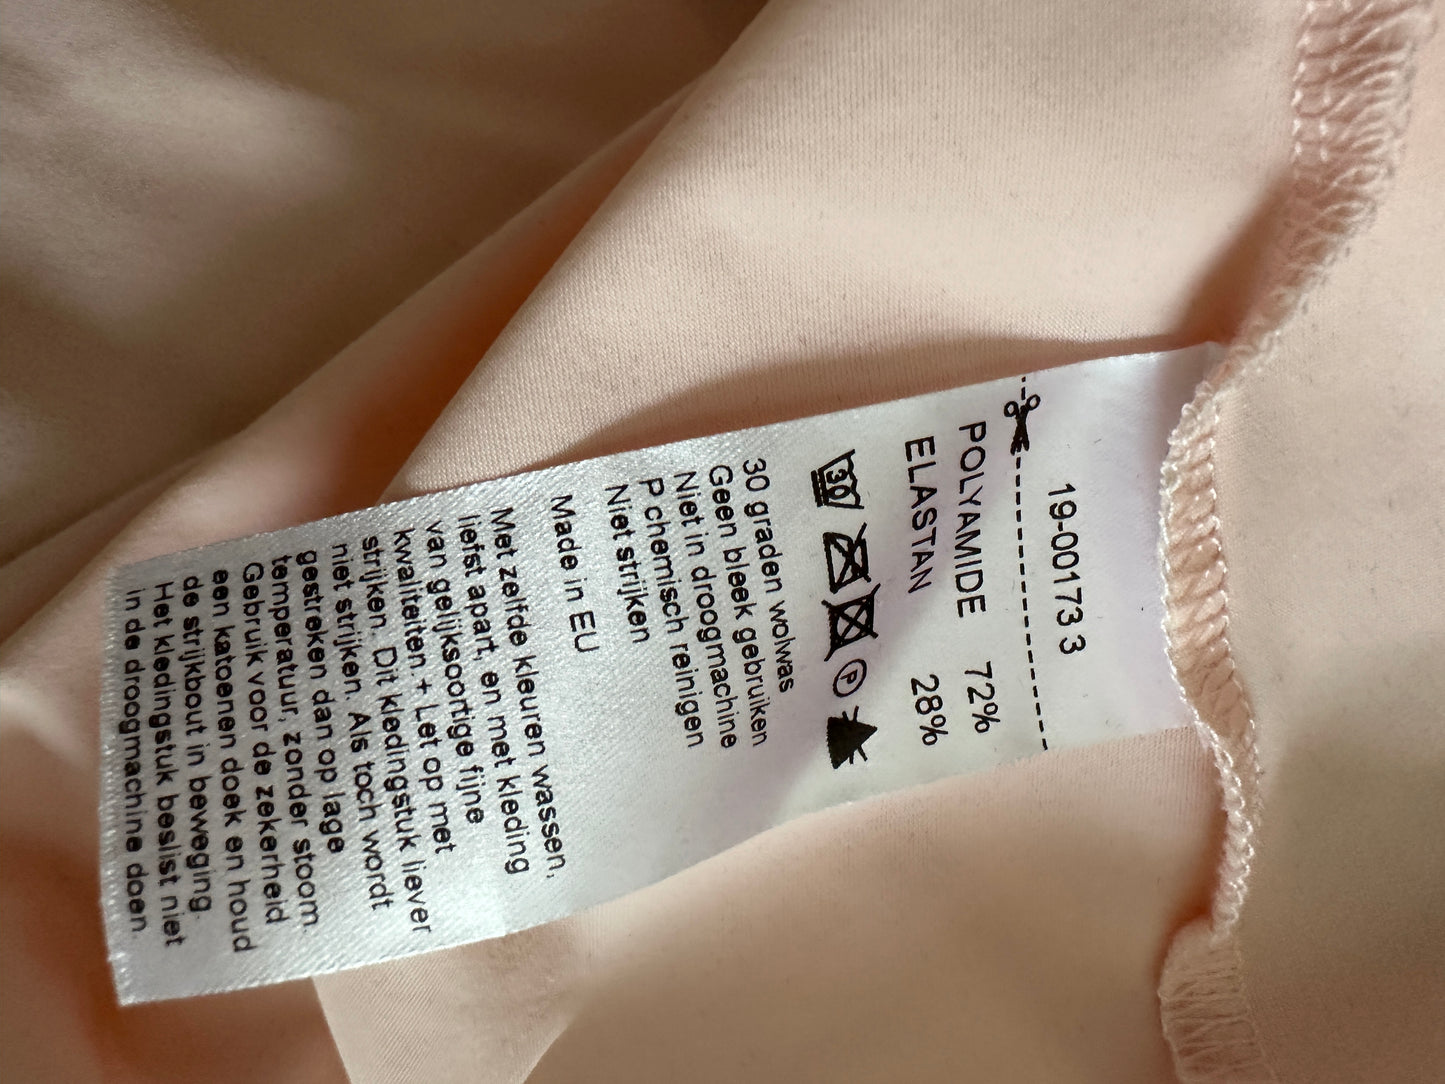 19-00173 3
POLYAMIDE 72%
ELASTAN 28%
30 P
30 graden wolwas
Geen bleek gebruiken
Niet in droogmachine
P chemisch reinigen
Niet strijken
Made in EU
Met zelfde kleuren wassen,
liefst apart, en met kleding
van gelijksoortige fijne
kwaliteiten. + Let op met
strijken. Dit kledingstuk liever
niet strijken. Als toch wordt
gestreken dan op lage
temperatuur, zonder stoom.
Gebruik voor de zekerheid
een katoenen doek en houd
de strijkbout in beweging.
Het kledingstuk beslist niet
in de droogmachine doen.